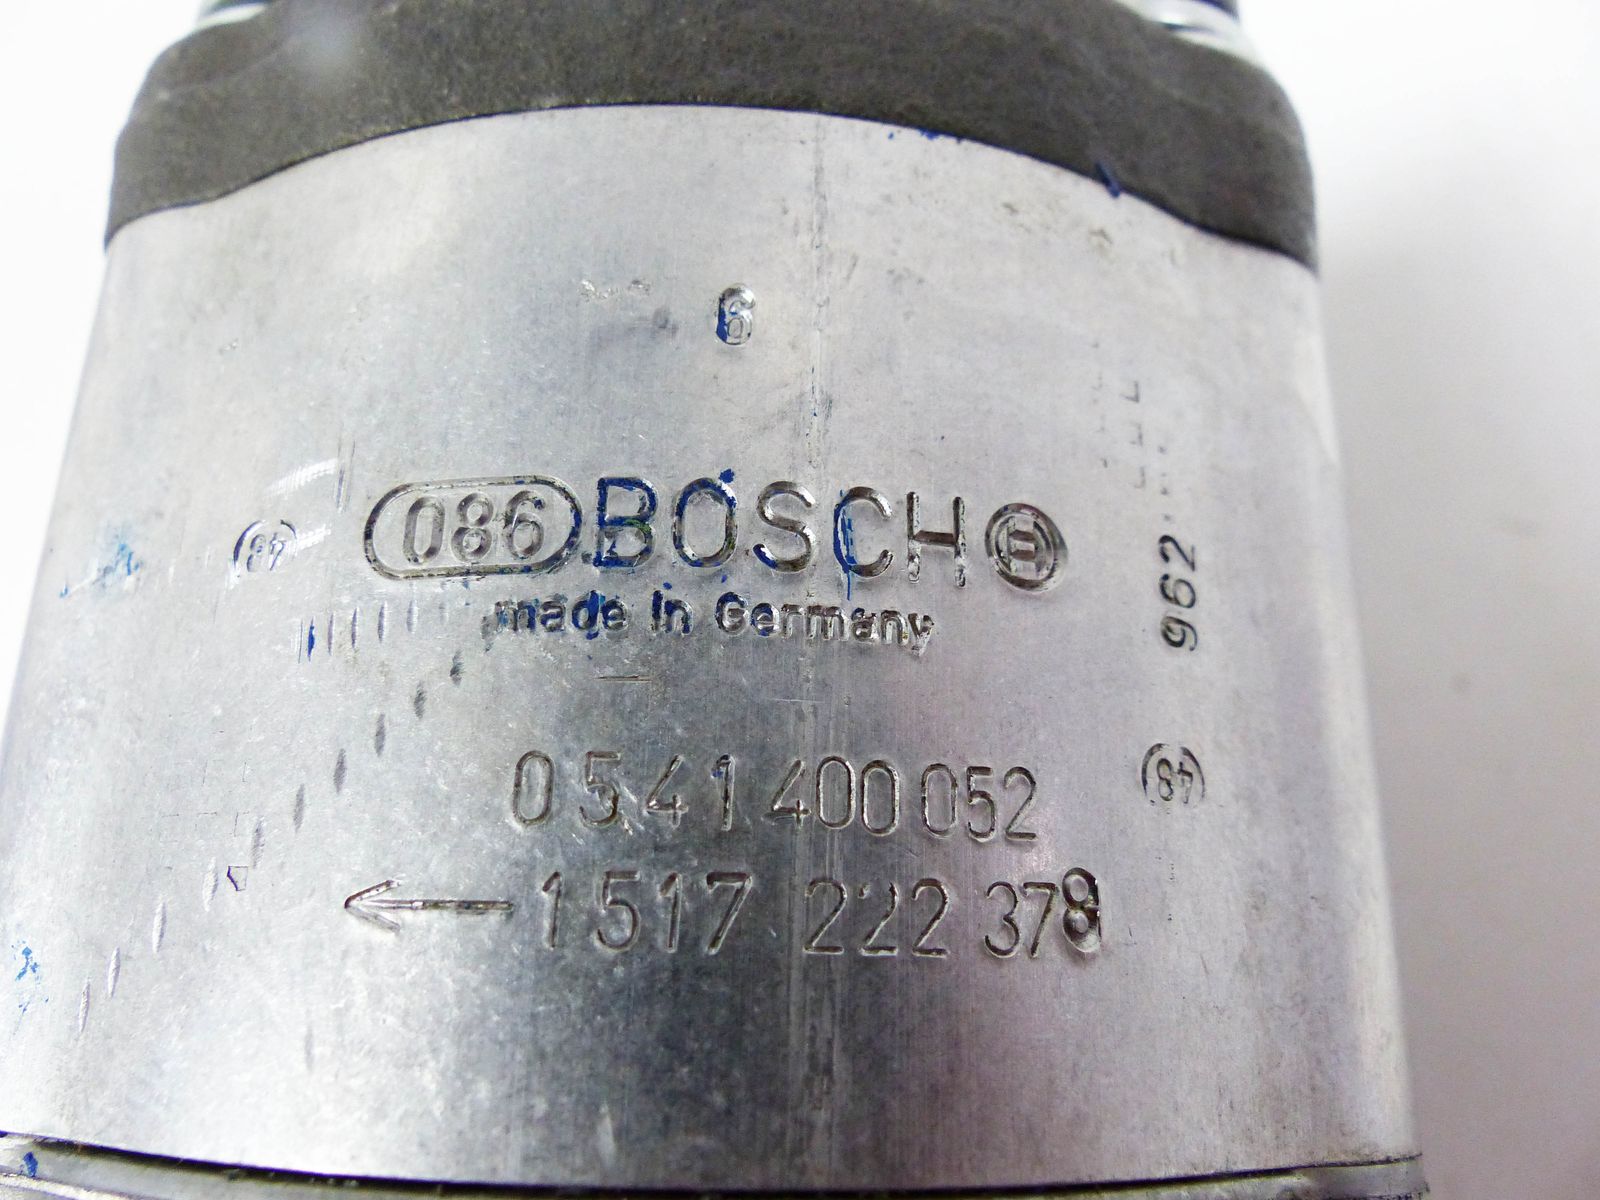 6
086 BOSCH
made in Germany
48
962
0 541 400 052
48
← 1 517 222 378